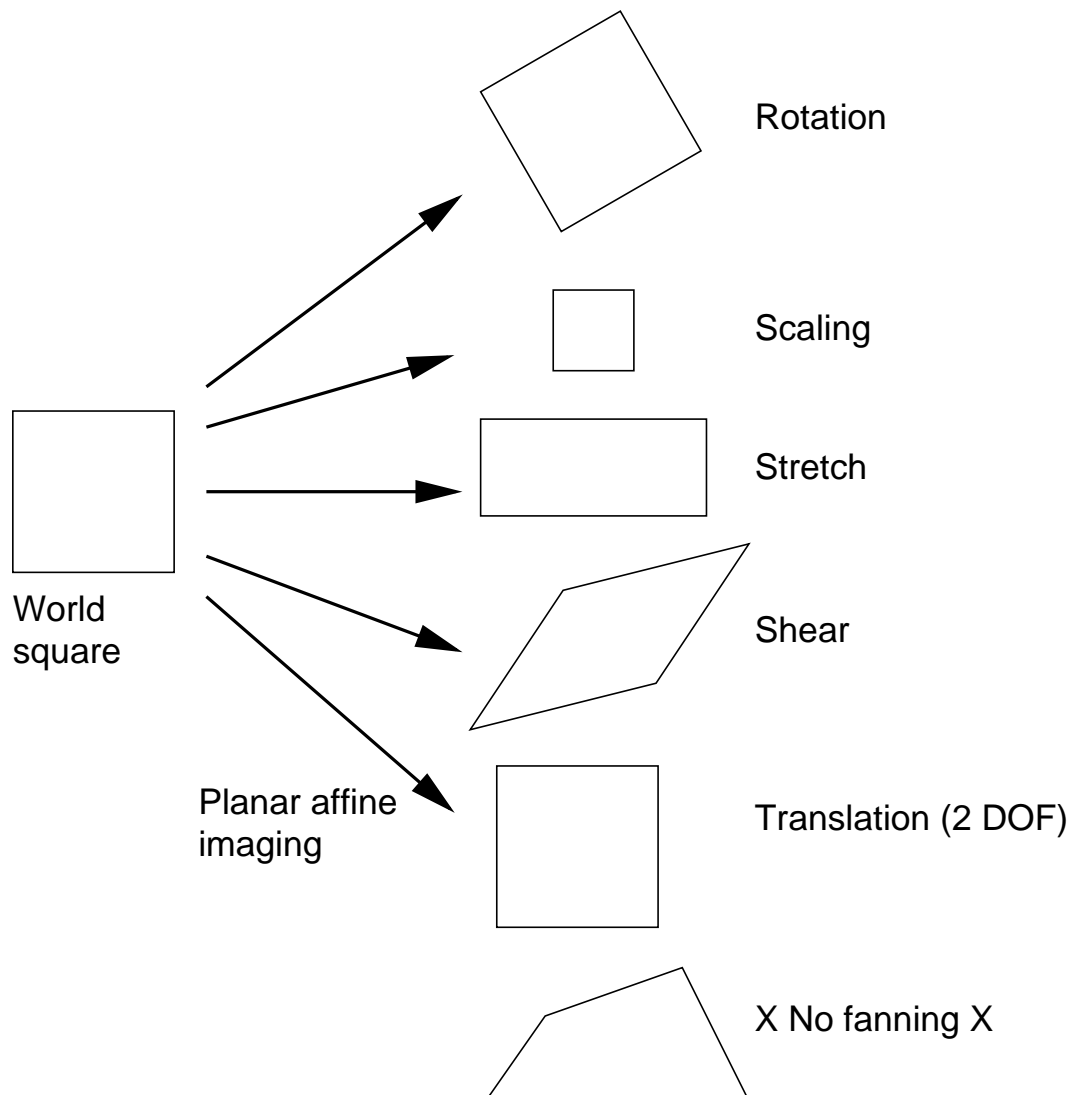 Rotation
Scaling
Stretch
World
square
Shear
Planar affine
imaging
Translation (2 DOF)
X No fanning X